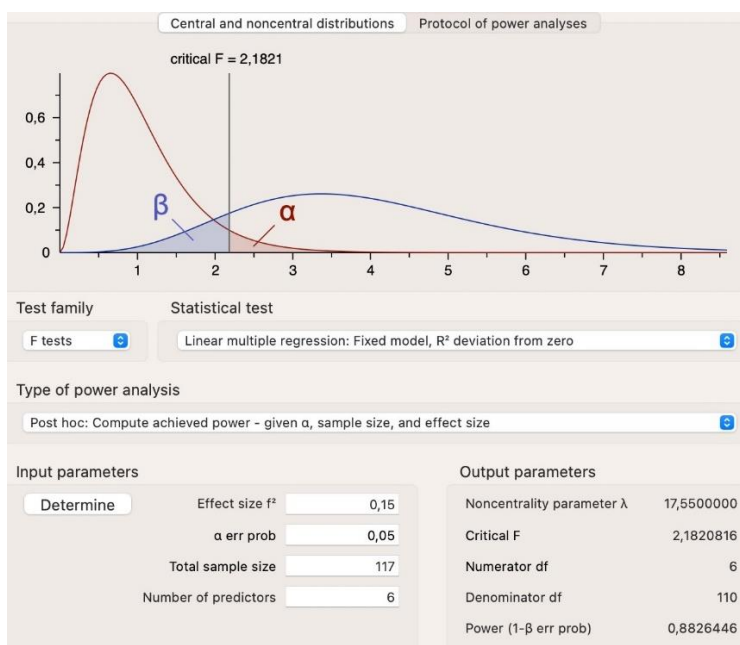 Central and noncentral distributions Protocol of power analyses
critical F = 2,1821
0,6
0,4
0,2
0
β
α
1 2 3 4 5 6 7 8
Test family Statistical test
F tests Linear multiple regression: Fixed model, R² deviation from zero
Type of power analysis
Post hoc: Compute achieved power - given α, sample size, and effect size
Input parameters Output parameters
Determine Effect size f² 0,15 Noncentrality parameter λ 17,5500000
α err prob 0,05 Critical F 2,1820816
Total sample size 117 Numerator df 6
Number of predictors 6 Denominator df 110
Power (1-β err prob) 0,8826446